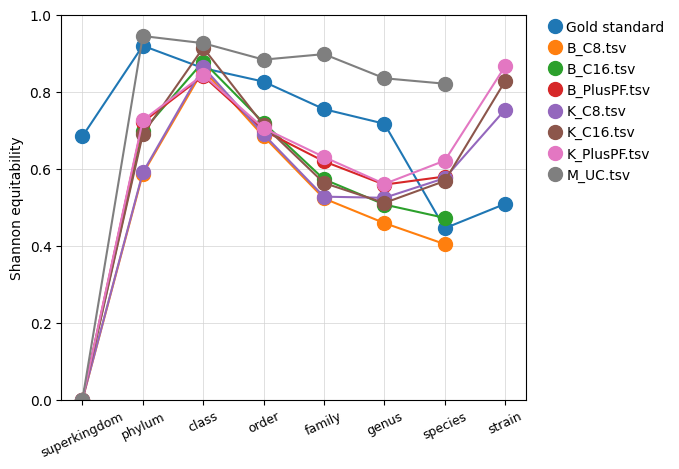 Shannon equitability
1.0
0.8
0.6
0.4
0.2
0.0
superkingdom
phylum
class
order
family
genus
species
strain
Gold standard
B_C8.tsv
B_C16.tsv
B_PlusPF.tsv
K_C8.tsv
K_C16.tsv
K_PlusPF.tsv
M_UC.tsv